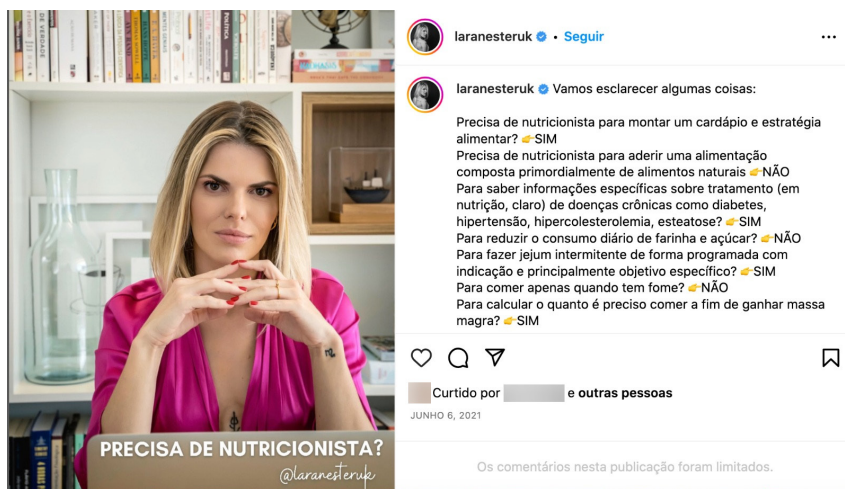 DE VERDADE
AYN RAND
POLÍTICA
laranesteruk • Seguir
laranesteruk Vamos esclarecer algumas coisas:
Precisa de nutricionista para montar um cardápio e estratégia
alimentar? 👉SIM
Precisa de nutricionista para aderir uma alimentação
composta primordialmente de alimentos naturais 👉NÃO
Para saber informações específicas sobre tratamento (em
nutrição, claro) de doenças crônicas como diabetes,
hipertensão, hipercolesterolemia, esteatose? 👉SIM
Para reduzir o consumo diário de farinha e açúcar? 👉NÃO
Para fazer jejum intermitente de forma programada com
indicação e principalmente objetivo específico? 👉SIM
Para comer apenas quando tem fome? 👉NÃO
Para calcular o quanto é preciso comer a fim de ganhar massa
magra? 👉SIM
Curtido por e outras pessoas
JUNHO 6, 2021
Os comentários nesta publicação foram limitados.
PRECISA DE NUTRICIONISTA?
@laranesteruk